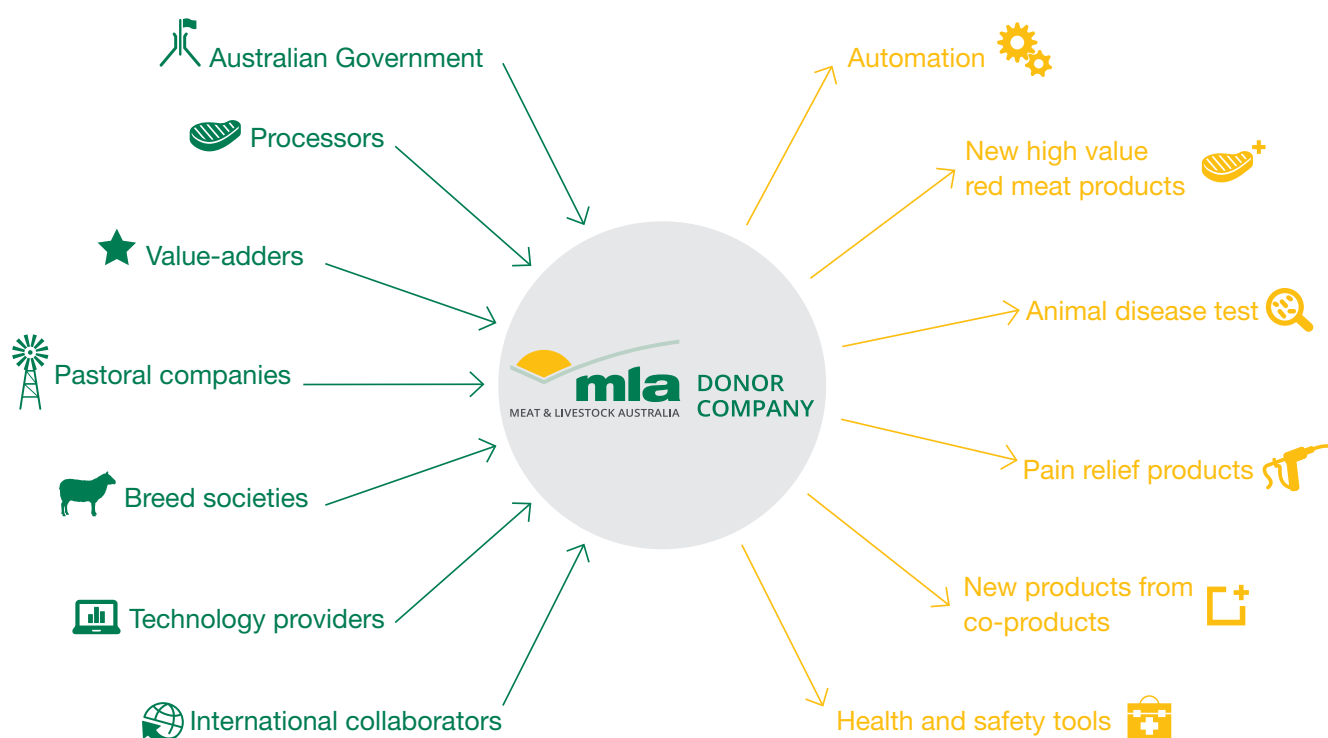 Australian Government
Processors
Value-adders
Pastoral companies
Breed societies
Technology providers
International collaborators
mla
MEAT & LIVESTOCK AUSTRALIA
DONOR
COMPANY
Automation
New high value
red meat products
Animal disease test
Pain relief products
New products from
co-products
Health and safety tools